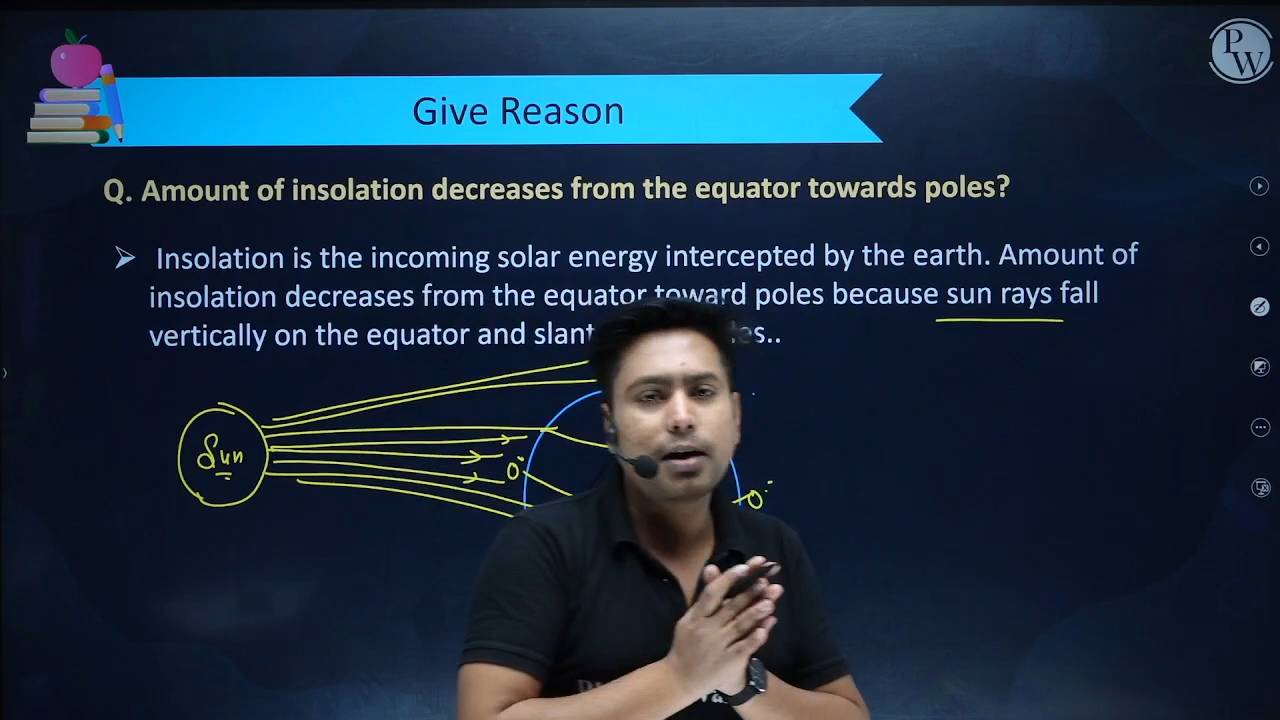 PW
Give Reason
Q. Amount of insolation decreases from the equator towards poles?
➢ Insolation is the incoming solar energy intercepted by the earth. Amount of
insolation decreases from the equator toward poles because sun rays fall
vertically on the equator and slant
Sun
0°
0°